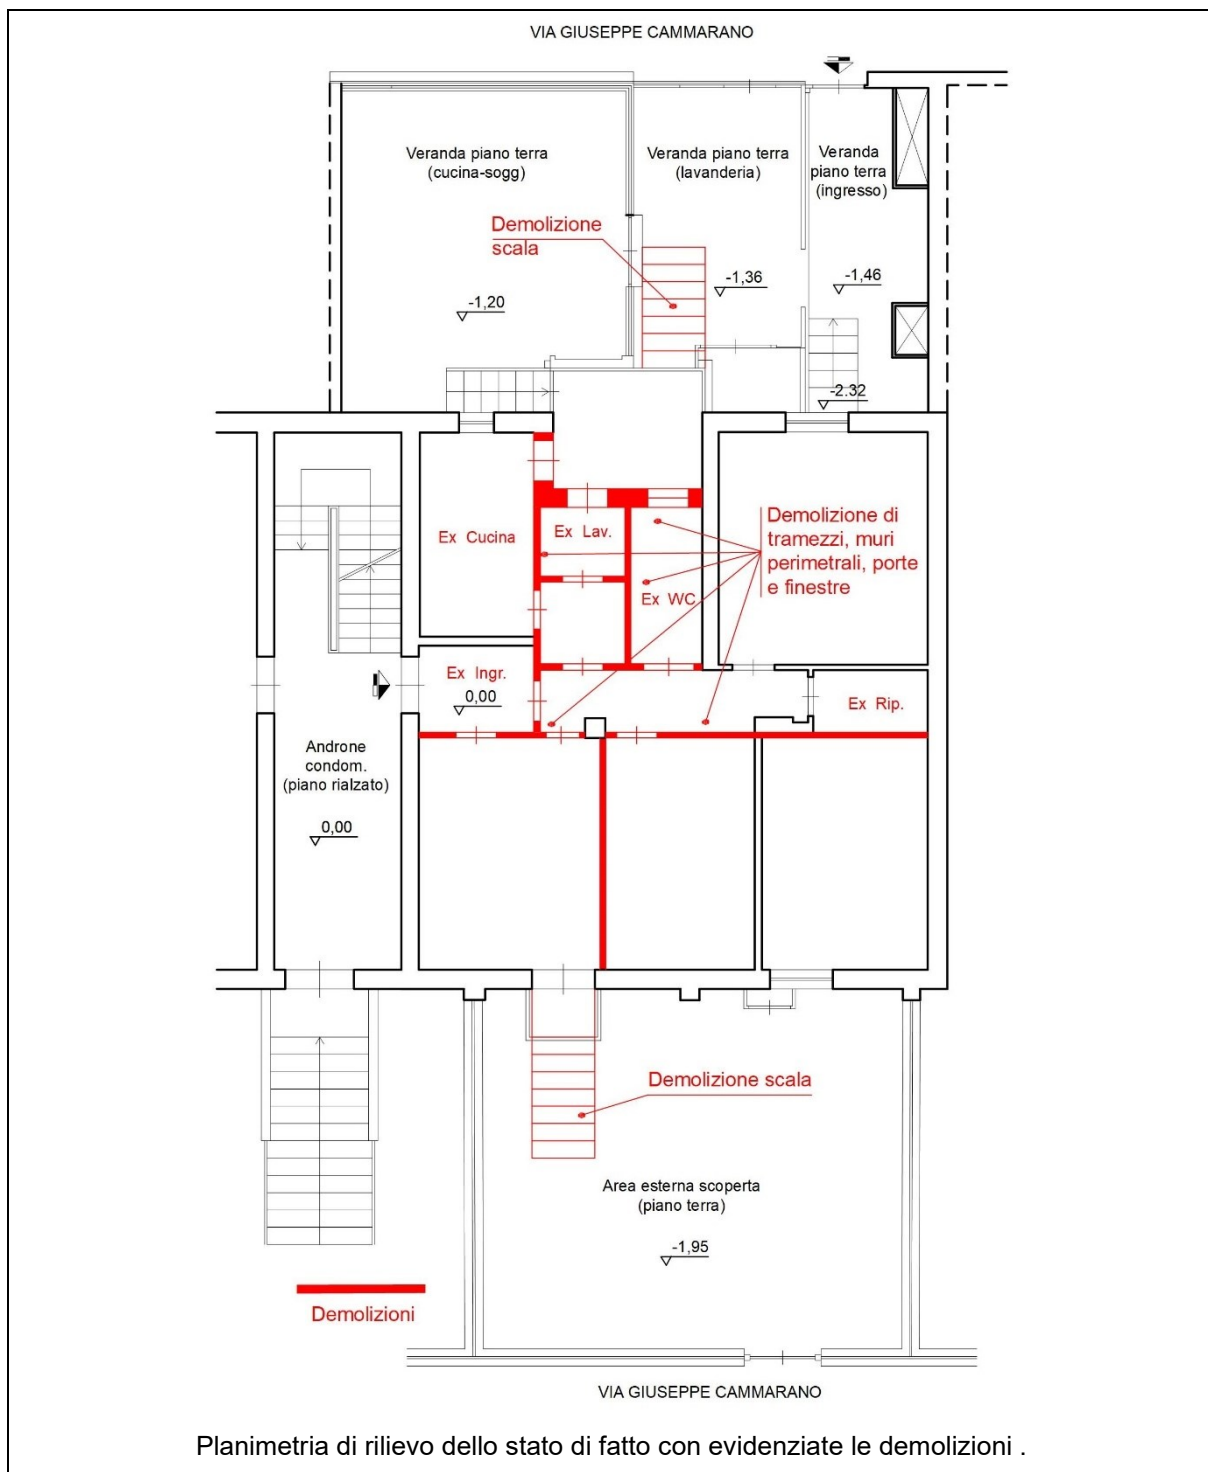 VIA GIUSEPPE CAMMARANO
Veranda piano terra
(cucina-sogg)
Veranda piano terra
(lavanderia)
Veranda
piano terra
(ingresso)
Demolizione
scala
-1,20
-1,36
-1,46
-2.32
Ex Cucina
Ex Lav.
Ex WC
Demolizione di
tramezzi, muri
perimetrali, porte
e finestre
Ex Ingr.
0,00
Ex Rip.
Androne
condom.
(piano rialzato)
0,00
Demolizione scala
Area esterna scoperta
(piano terra)
-1,95
Demolizioni
VIA GIUSEPPE CAMMARANO
Planimetria di rilievo dello stato di fatto con evidenziate le demolizioni .